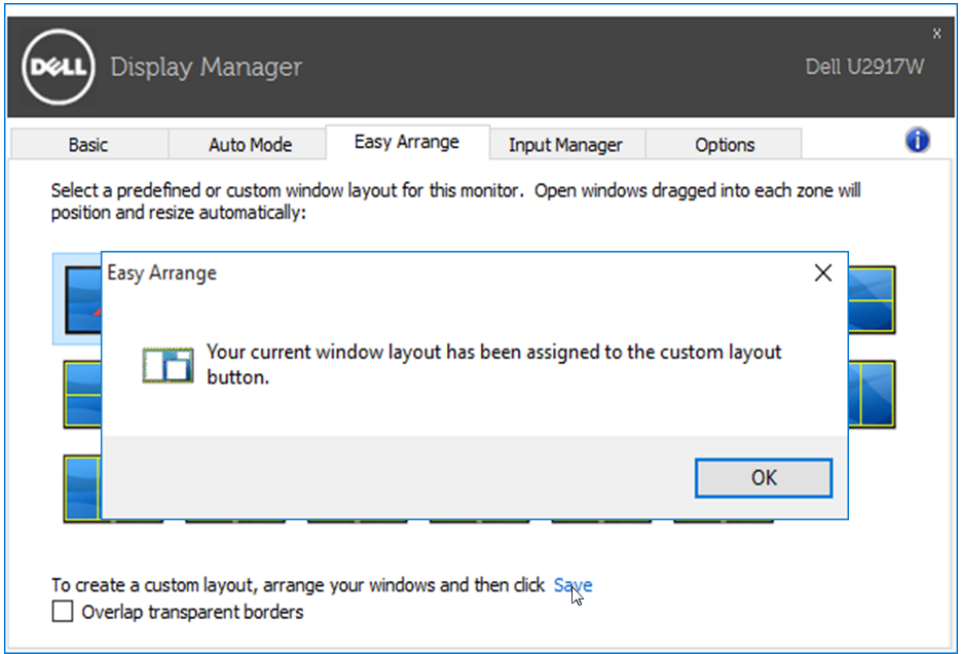 x
DELL
Display Manager
Dell U2917W
Basic
Auto Mode
Easy Arrange
Input Manager
Options
i
Select a predefined or custom window layout for this monitor. Open windows dragged into each zone will
position and resize automatically:
Easy Arrange
Your current window layout has been assigned to the custom layout
button.
OK
To create a custom layout, arrange your windows and then click Save
Overlap transparent borders